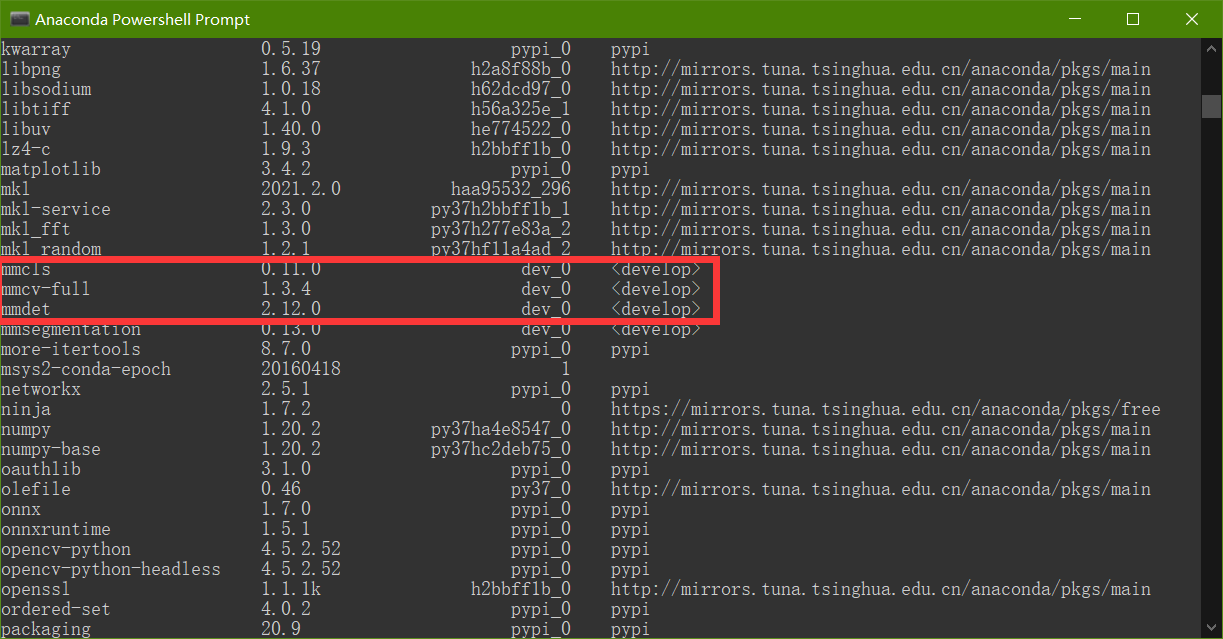 Anaconda Powershell Prompt
kwarray 0.5.19 pypi_0 pypi
libpng 1.6.37 h2a8f88b_0 http://mirrors.tuna.tsinghua.edu.cn/anaconda/pkgs/main
libsodium 1.0.18 h62dcd97_0 http://mirrors.tuna.tsinghua.edu.cn/anaconda/pkgs/main
libtiff 4.1.0 h56a325e_1 http://mirrors.tuna.tsinghua.edu.cn/anaconda/pkgs/main
libuv 1.40.0 he774522_0 http://mirrors.tuna.tsinghua.edu.cn/anaconda/pkgs/main
lz4-c 1.9.3 h2bbff1b_0 http://mirrors.tuna.tsinghua.edu.cn/anaconda/pkgs/main
matplotlib 3.4.2 pypi_0 pypi
mkl 2021.2.0 haa95532_296 http://mirrors.tuna.tsinghua.edu.cn/anaconda/pkgs/main
mkl-service 2.3.0 py37h2bbff1b_1 http://mirrors.tuna.tsinghua.edu.cn/anaconda/pkgs/main
mkl_fft 1.3.0 py37h277e83a_2 http://mirrors.tuna.tsinghua.edu.cn/anaconda/pkgs/main
mkl_random 1.2.1 py37hf11a4ad_2 http://mirrors.tuna.tsinghua.edu.cn/anaconda/pkgs/main
mmcls 0.11.0 dev_0 <develop>
mmcv-full 1.3.4 dev_0 <develop>
mmdet 2.12.0 dev_0 <develop>
mmsegmentation 0.13.0 dev_0 <develop>
more-itertools 8.7.0 pypi_0 pypi
msys2-conda-epoch 20160418 1
networkx 2.5.1 pypi_0 pypi
ninja 1.7.2 0 https://mirrors.tuna.tsinghua.edu.cn/anaconda/pkgs/free
numpy 1.20.2 py37ha4e8547_0 http://mirrors.tuna.tsinghua.edu.cn/anaconda/pkgs/main
numpy-base 1.20.2 py37hc2deb75_0 http://mirrors.tuna.tsinghua.edu.cn/anaconda/pkgs/main
oauthlib 3.1.0 pypi_0 pypi
olefile 0.46 py37_0 http://mirrors.tuna.tsinghua.edu.cn/anaconda/pkgs/main
onnx 1.7.0 pypi_0 pypi
onnxruntime 1.5.1 pypi_0 pypi
opencv-python 4.5.2.52 pypi_0 pypi
opencv-python-headless 4.5.2.52 pypi_0 pypi
openssl 1.1.1k h2bbff1b_0 http://mirrors.tuna.tsinghua.edu.cn/anaconda/pkgs/main
ordered-set 4.0.2 pypi_0 pypi
packaging 20.9 pypi_0 pypi